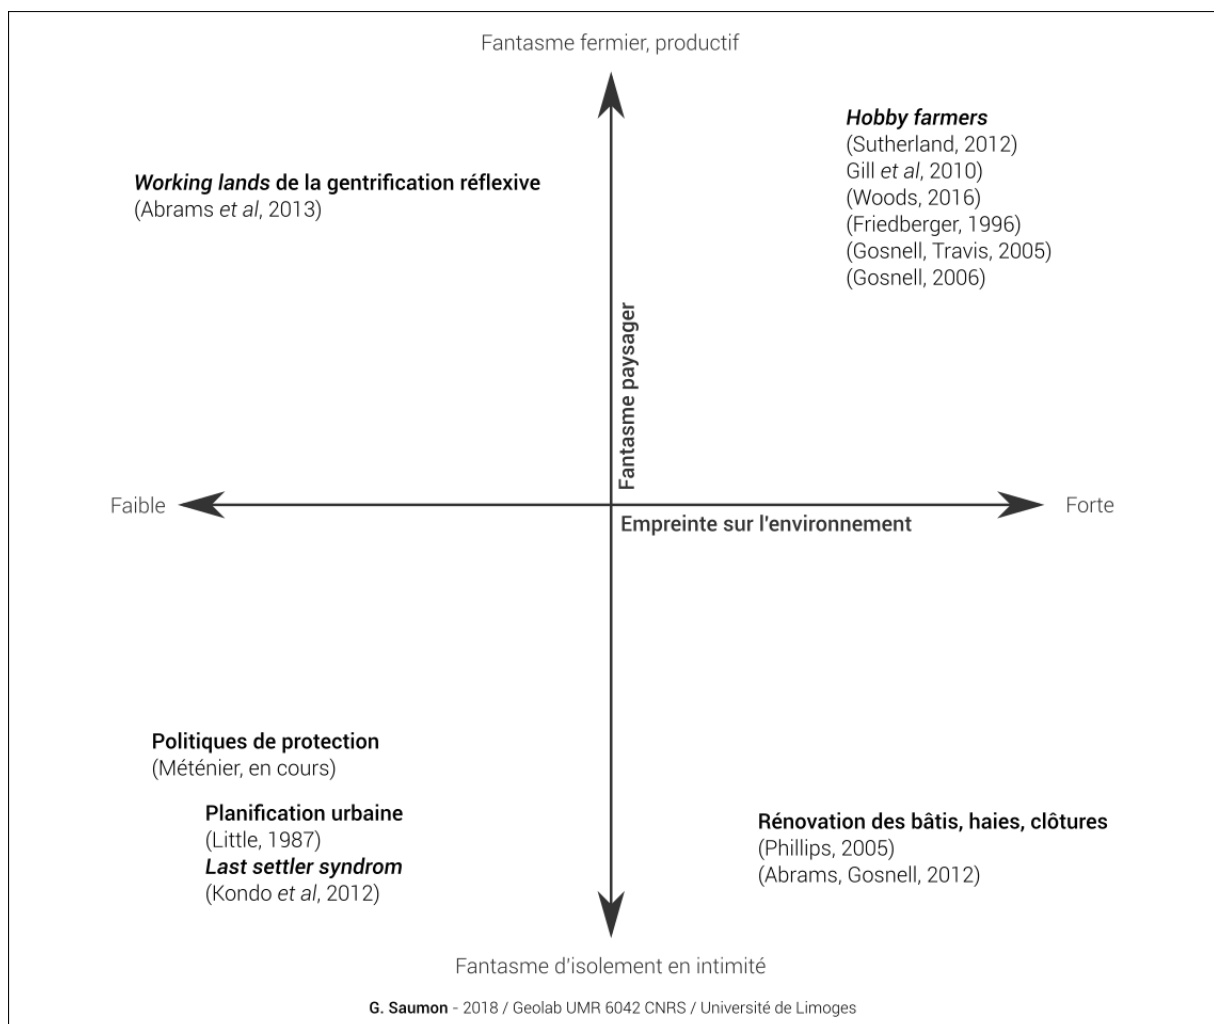 Fantasme fermier, productif
Hobby farmers
(Sutherland, 2012)
Gill et al, 2010)
(Woods, 2016)
(Friedberger, 1996)
(Gosnell, Travis, 2005)
(Gosnell, 2006)
Working lands de la gentrification réflexive
(Abrams et al, 2013)
Fantasme paysager
Faible
Forte
Empreinte sur l'environnement
Politiques de protection
(Méténier, en cours)
Planification urbaine
(Little, 1987)
Last settler syndrom
(Kondo et al, 2012)
Rénovation des bâtis, haies, clôtures
(Phillips, 2005)
(Abrams, Gosnell, 2012)
Fantasme d'isolement en intimité
G. Saumon - 2018 / Geolab UMR 6042 CNRS / Université de Limoges